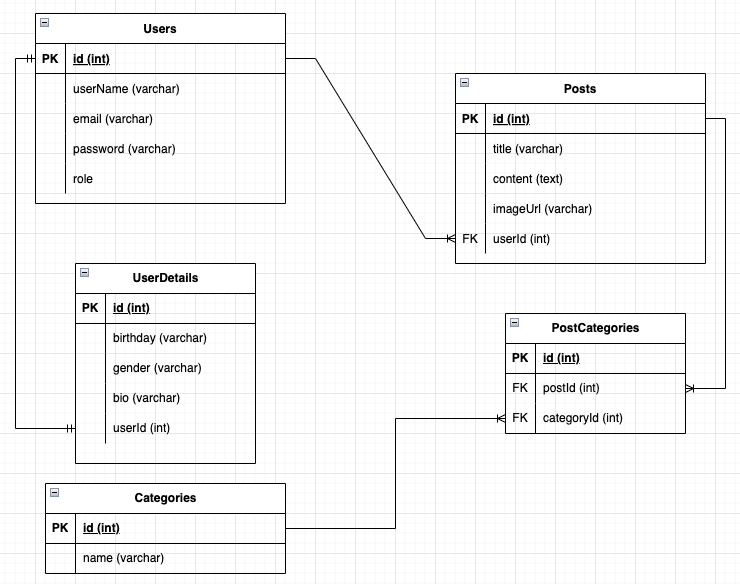 Users
PK id (int)
userName (varchar)
email (varchar)
password (varchar)
role
Posts
PK id (int)
title (varchar)
content (text)
imageUrl (varchar)
FK userId (int)
UserDetails
PK id (int)
birthday (varchar)
gender (varchar)
bio (varchar)
userId (int)
PostCategories
PK id (int)
FK postId (int)
FK categoryId (int)
Categories
PK id (int)
name (varchar)